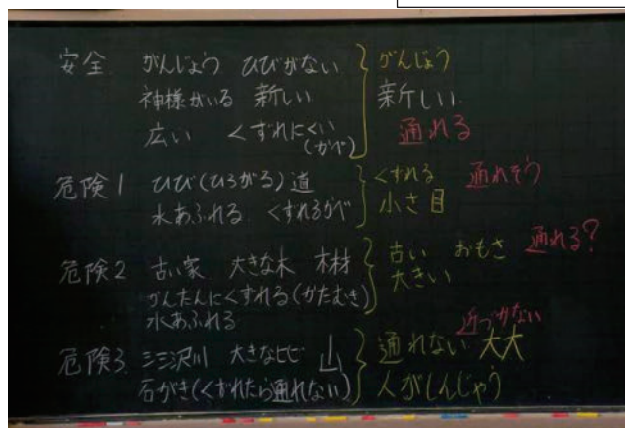 安全 がんじょう ひびがない がんじょう
神様がいる 新しい 新しい
広い くずれにくい 通れる
(かべ)
危険1 ひび(ひろがる) 道 くずれる 通れそう
水あふれる くずれるかべ 小さ目
危険2 古い家 大きな木 木材 古い おもさ 通れる?
かんたんにくずれる(かたむき) 大きい
水あふれる
近づかない
危険3 三沢川 大きなヒビ 山 通れない 大大
石がき(くずれたら通れない) 人がしんじゃう